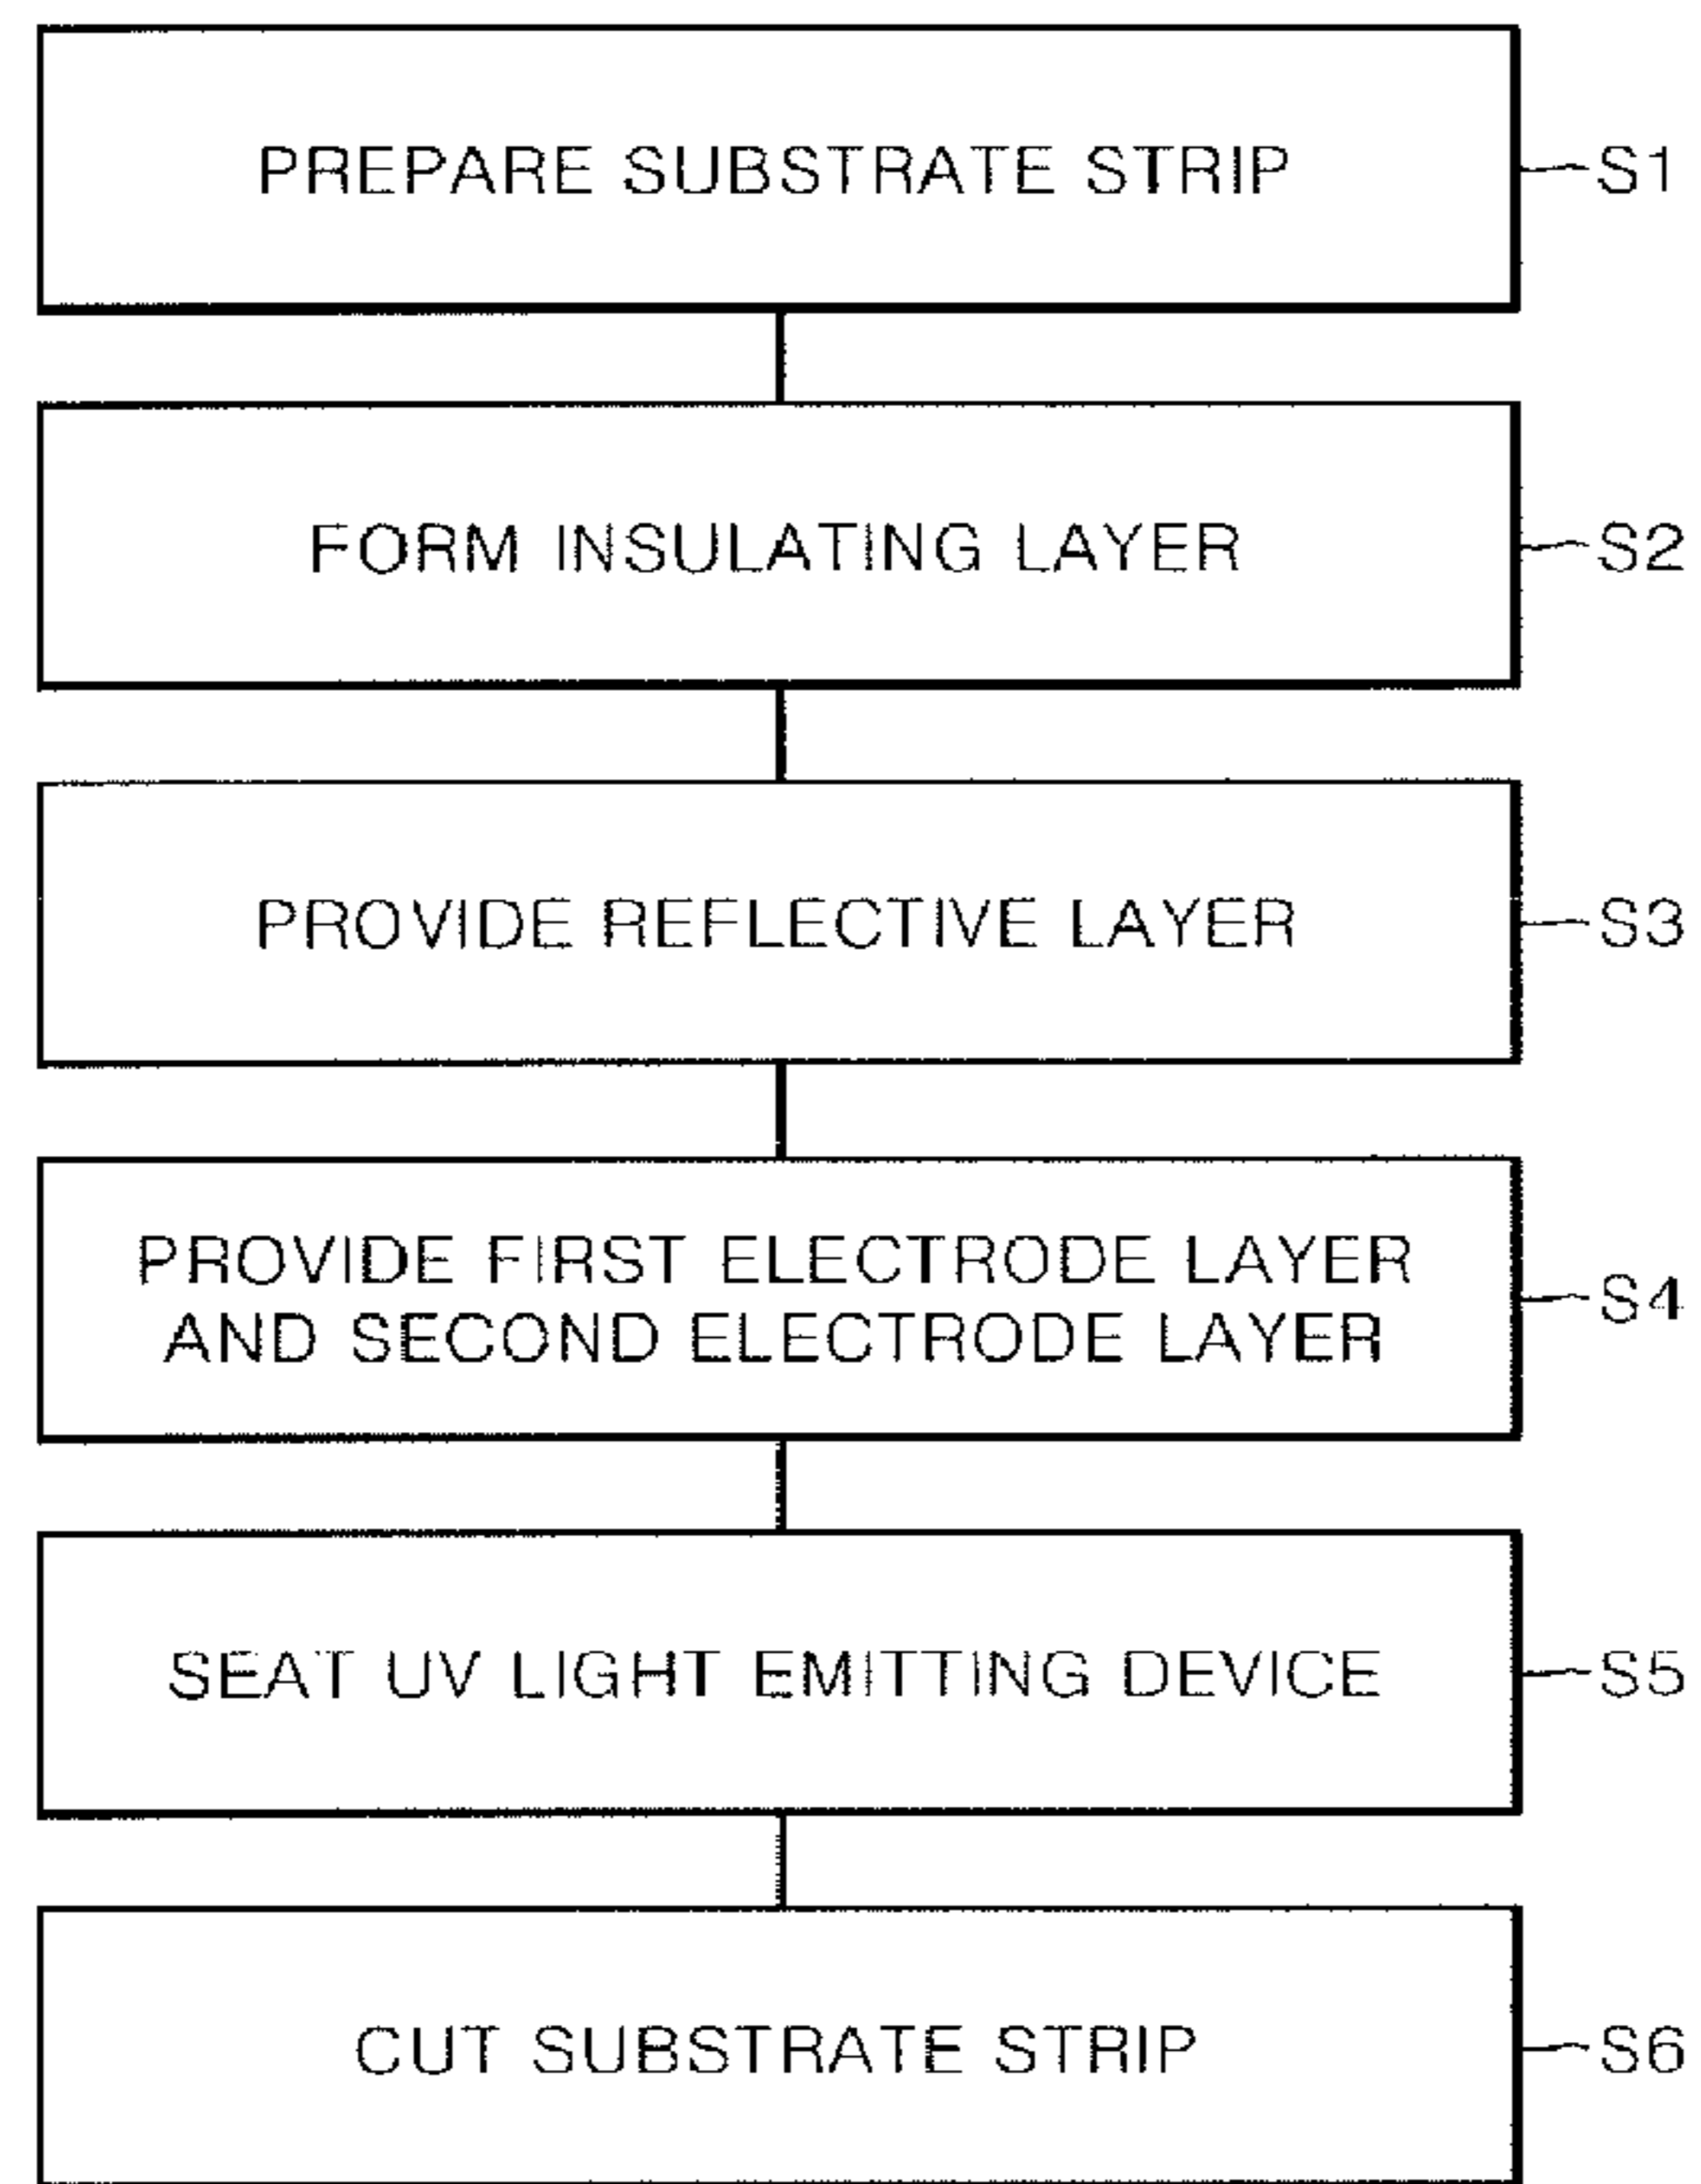 PREPARE SUBSTRATE STRIP
S1
FORM INSULATING LAYER
S2
PROVIDE REFLECTIVE LAYER
S3
PROVIDE FIRST ELECTRODE LAYER
AND SECOND ELECTRODE LAYER
S4
SEAT UV LIGHT EMITTING DEVICE
S5
CUT SUBSTRATE STRIP
S6